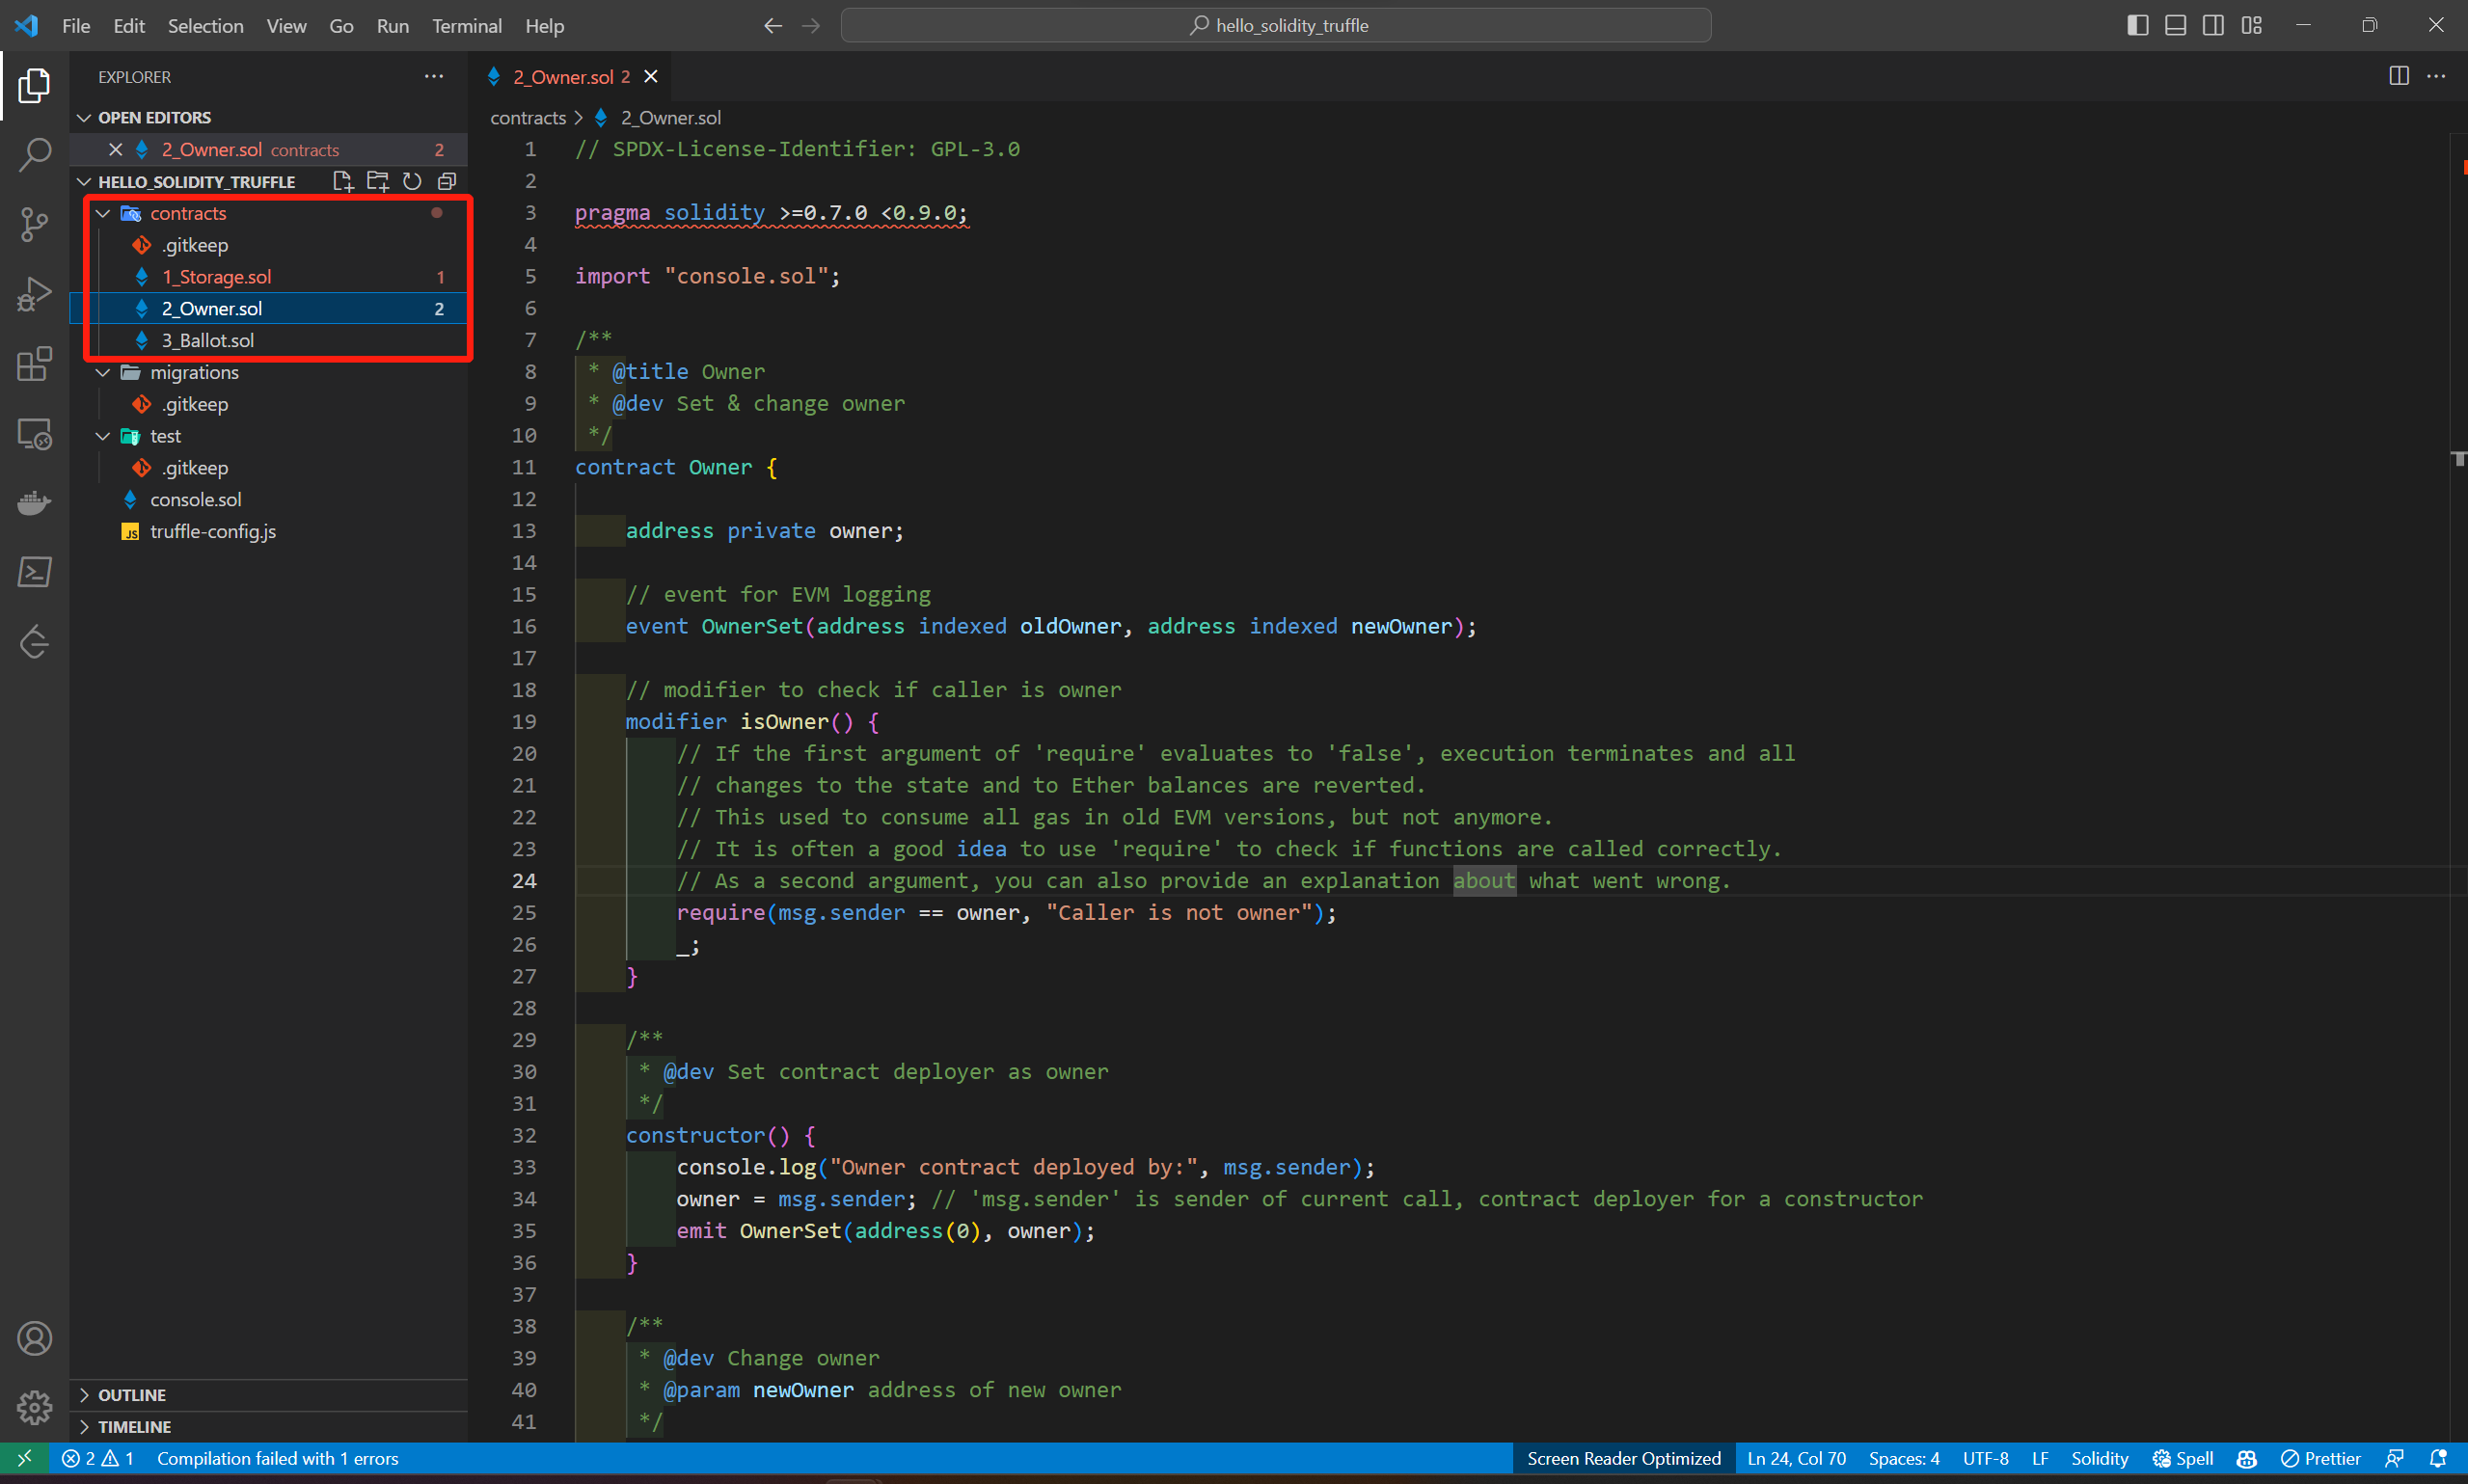 File Edit Selection View Go Run Terminal Help
hello_solidity_truffle
EXPLORER
OPEN EDITORS
2_Owner.sol contracts 2
HELLO_SOLIDITY_TRUFFLE
contracts
.gitkeep
1_Storage.sol 1
2_Owner.sol 2
3_Ballot.sol
migrations
.gitkeep
test
.gitkeep
console.sol
JS truffle-config.js
OUTLINE
TIMELINE
2_Owner.sol 2
contracts > 2_Owner.sol
1 // SPDX-License-Identifier: GPL-3.0
2
3 pragma solidity >=0.7.0 <0.9.0;
4
5 import "console.sol";
6
7 /**
8 * @title Owner
9 * @dev Set & change owner
10 */
11 contract Owner {
12
13 address private owner;
14
15 // event for EVM logging
16 event OwnerSet(address indexed oldOwner, address indexed newOwner);
17
18 // modifier to check if caller is owner
19 modifier isOwner() {
20 // If the first argument of 'require' evaluates to 'false', execution terminates and all
21 // changes to the state and to Ether balances are reverted.
22 // This used to consume all gas in old EVM versions, but not anymore.
23 // It is often a good idea to use 'require' to check if functions are called correctly.
24 // As a second argument, you can also provide an explanation about what went wrong.
25 require(msg.sender == owner, "Caller is not owner");
26 _;
27 }
28
29 /**
30 * @dev Set contract deployer as owner
31 */
32 constructor() {
33 console.log("Owner contract deployed by:", msg.sender);
34 owner = msg.sender; // 'msg.sender' is sender of current call, contract deployer for a constructor
35 emit OwnerSet(address(0), owner);
36 }
37
38 /**
39 * @dev Change owner
40 * @param newOwner address of new owner
41 */
2 1 Compilation failed with 1 errors Screen Reader Optimized Ln 24, Col 70 Spaces: 4 UTF-8 LF Solidity Spell Prettier